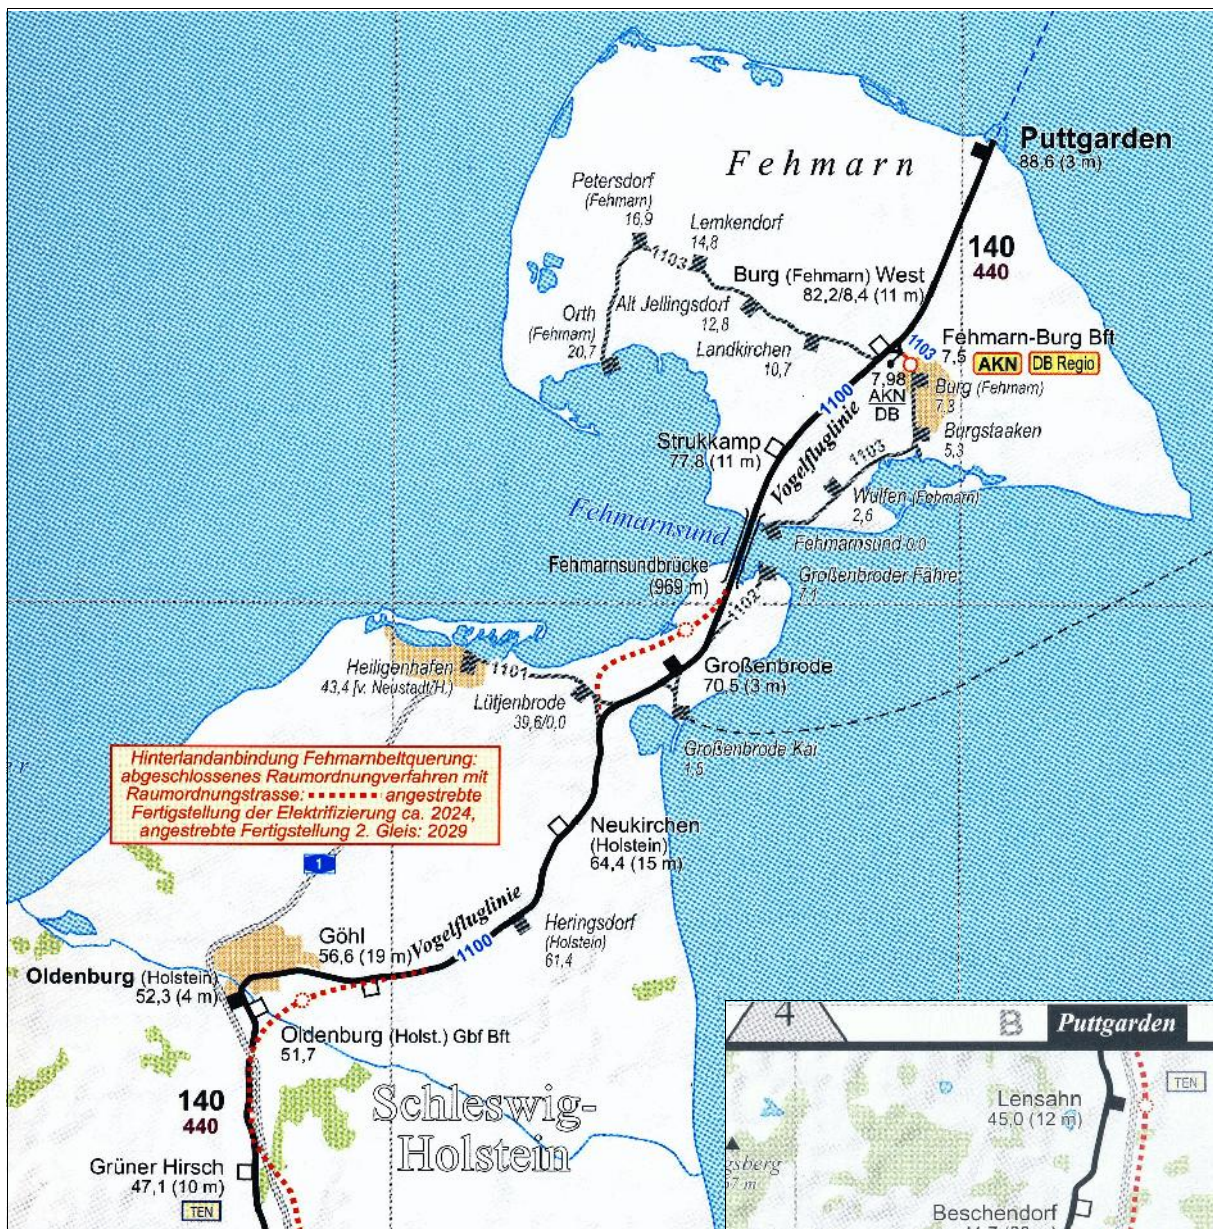 Puttgarden
88,6 (3 m)
Fehmarn
Petersdorf
(Fehmarn)
16,9
Lemkendorf
14,8
1103
140
440
Burg (Fehmarn) West
82,2/8,4 (11 m)
Alt Jellingsdorf
12,8
Orth
(Fehmarn)
20,7
Landkirchen
10,7
1103
Fehmarn-Burg Bft
7,5
AKN
DB Regio
7,98
AKN
DB
Burg (Fehmarn)
7,3
1100
Vogelfluglinie
Burgstaaken
5,3
Strukkamp
77,8 (11 m)
1103
Wulfen (Fehmarn)
2,6
Fehmarnsund
Fehmarnsund 0,0
Fehmarnsundbrücke
(969 m)
Großenbroder Fähre
7,1
1102
Heiligenhafen
43,4 [v. Neustadt/H.)
1101
Lütjenbrode
39,6/0,0
Großenbrode
70,5 (3 m)
Großenbrode Kai
1,5
Hinterlandanbindung Fehmarnbeltquerung:
abgeschlossenes Raumordnungverfahren mit
Raumordnungstrasse: angestrebte
Fertigstellung der Elektrifizierung ca. 2024,
angestrebte Fertigstellung 2. Gleis: 2029
Neukirchen
(Holstein)
64,4 (15 m)
1
Vogelfluglinie
1100
Heringsdorf
(Holstein)
61,4
Göhl
56,6 (19 m)
Oldenburg (Holstein)
52,3 (4 m)
Oldenburg (Holst.) Gbf Bft
51,7
140
440
Schleswig-
Holstein
Grüner Hirsch
47,1 (10 m)
TEN
4
B
Puttgarden
TEN
Lensahn
45,0 (12 m)
Beschendorf